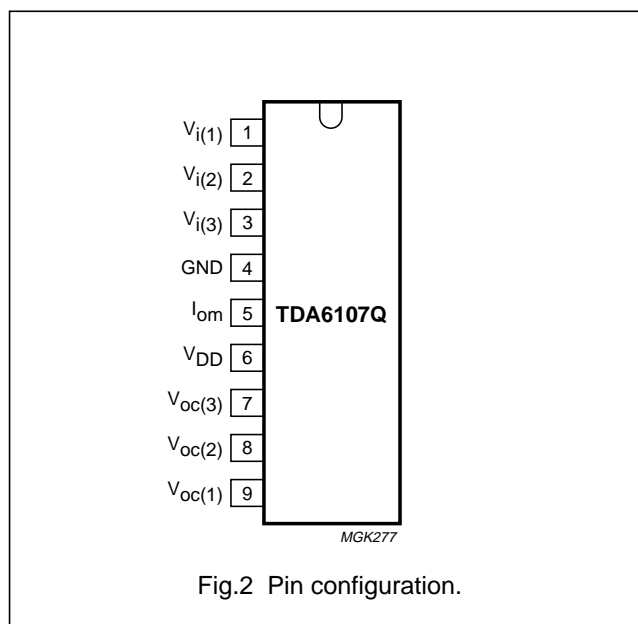 Vi(1) 1
Vi(2) 2
Vi(3) 3
GND 4
Iom 5
TDA6107Q
VDD 6
Voc(3) 7
Voc(2) 8
Voc(1) 9
MGK277
Fig.2 Pin configuration.